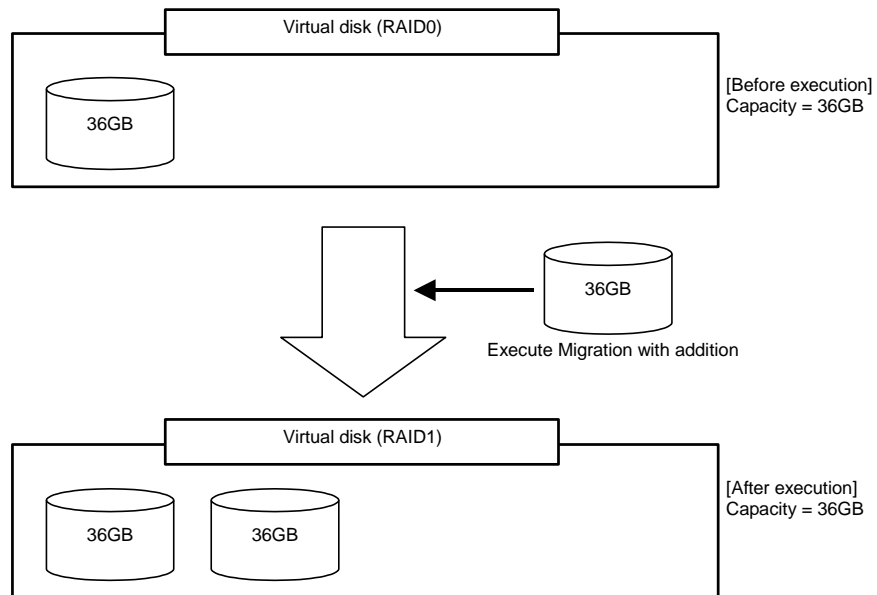 Virtual disk (RAID0)
36GB
[Before execution]
Capacity = 36GB
36GB
Execute Migration with addition
Virtual disk (RAID1)
36GB
36GB
[After execution]
Capacity = 36GB